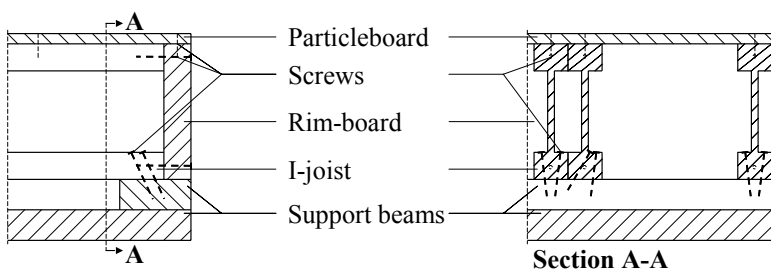 A
Particleboard
Screws
Rim-board
I-joist
Support beams
A
Section A-A